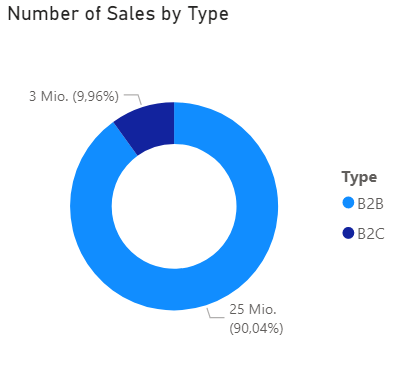 Number of Sales by Type
3 Mio. (9,96%)
Type
B2B
B2C
25 Mio.
(90,04%)